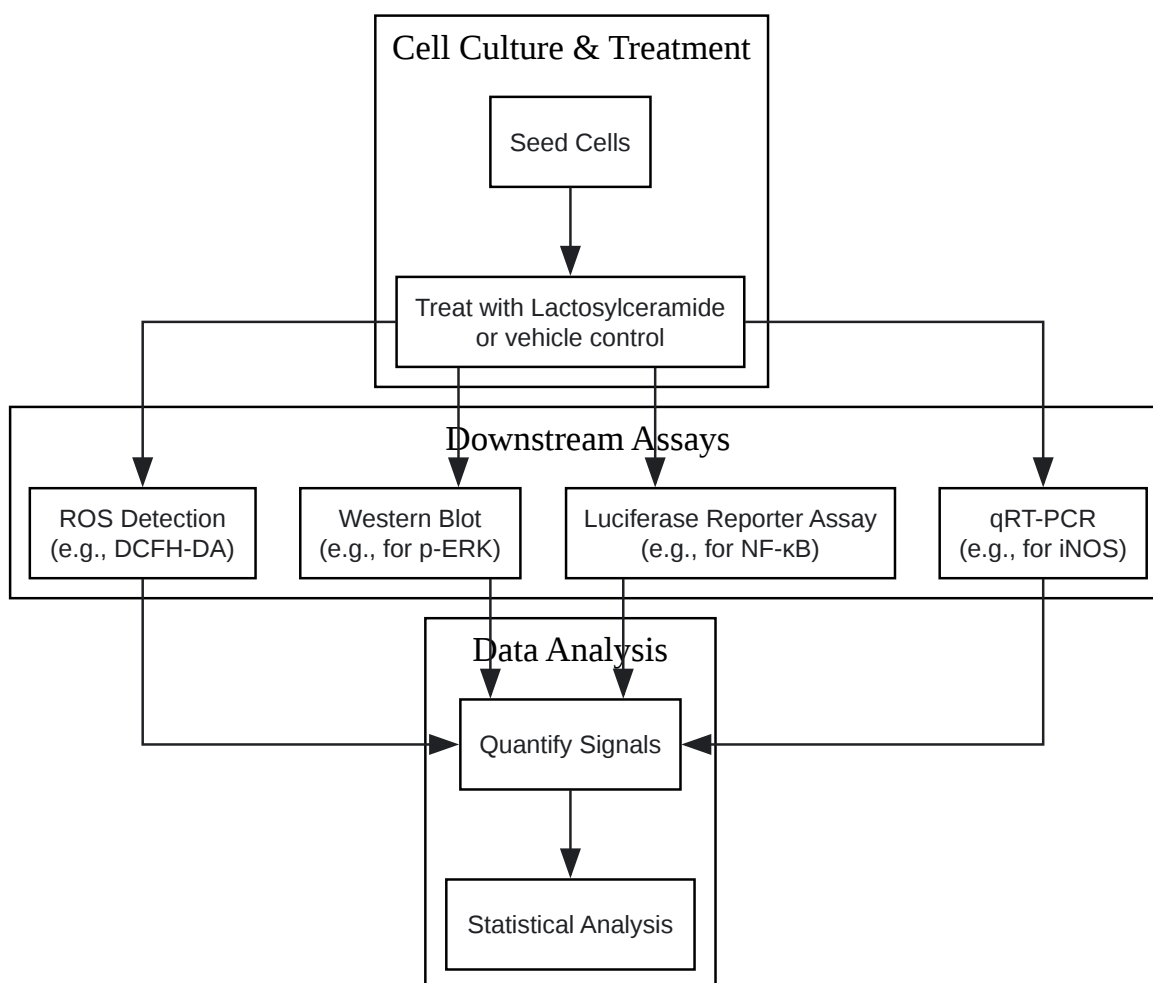 Cell Culture & Treatment
Seed Cells
Treat with Lactosylceramide
or vehicle control
Downstream Assays
ROS Detection
(e.g., DCFH-DA)
Western Blot
(e.g., for p-ERK)
Luciferase Reporter Assay
(e.g., for NF-κB)
qRT-PCR
(e.g., for iNOS)
Data Analysis
Quantify Signals
Statistical Analysis